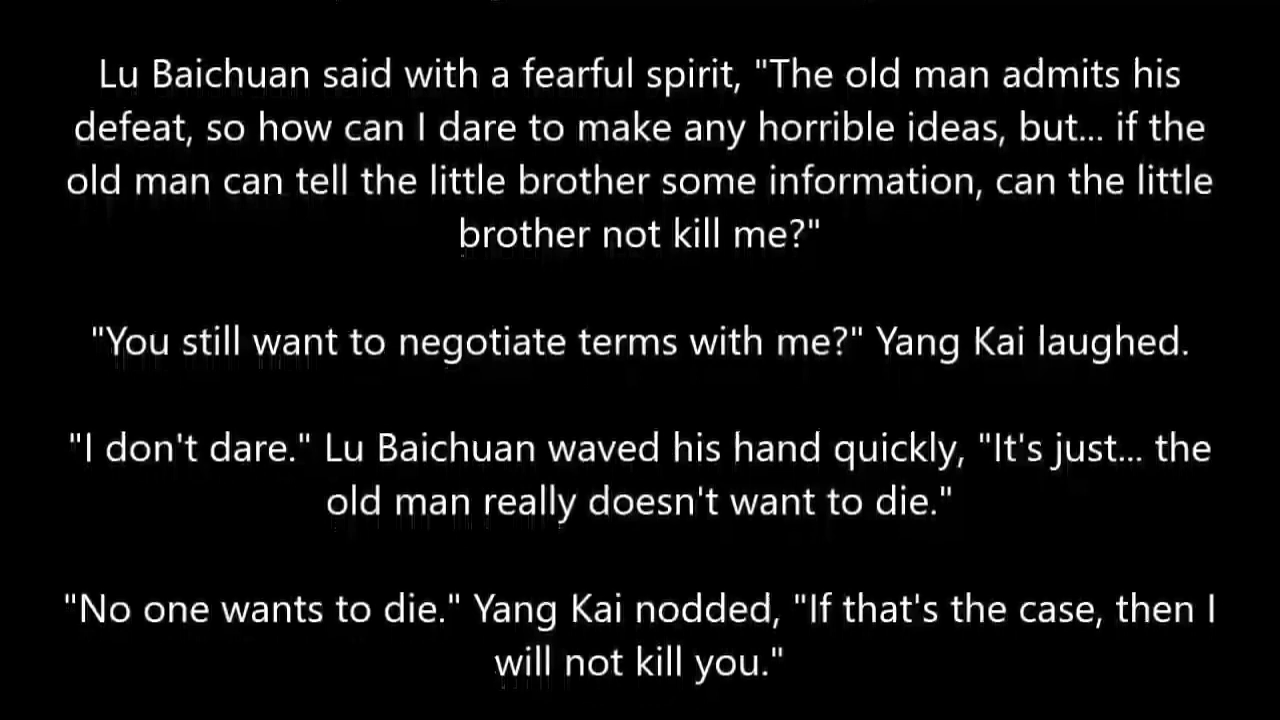 Lu Baichuan said with a fearful spirit, "The old man admits his
defeat, so how can I dare to make any horrible ideas, but... if the
old man can tell the little brother some information, can the little
brother not kill me?"
"You still want to negotiate terms with me?" Yang Kai laughed.
"I don't dare." Lu Baichuan waved his hand quickly, "It's just... the
old man really doesn't want to die."
"No one wants to die." Yang Kai nodded, "If that's the case, then I
will not kill you."